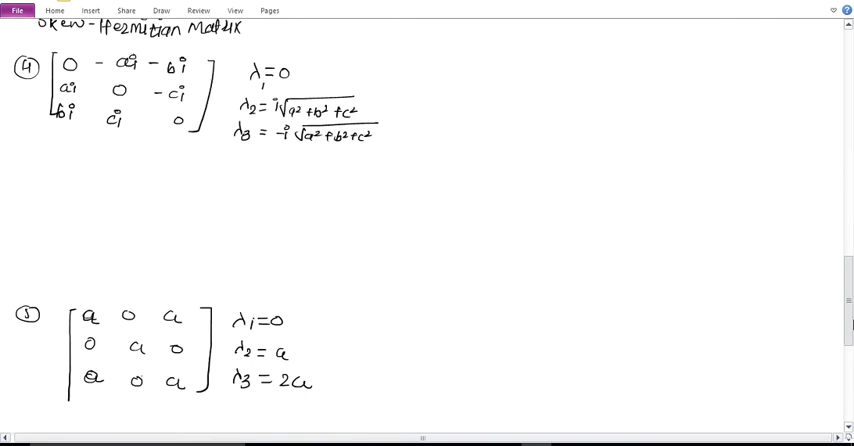 File Home Insert Share Draw Review View Pages
Skew-Hermitian Matrix
④ [ 0 -ai -bi ] λ₁ = 0
ai 0 -ci λ₂ = i√a²+b²+c²
bi ci 0 λ₃ = -i√a²+b²+c²
⑤ [ a 0 a ] λ₁ = 0
0 a 0 λ₂ = a
a 0 a λ₃ = 2a